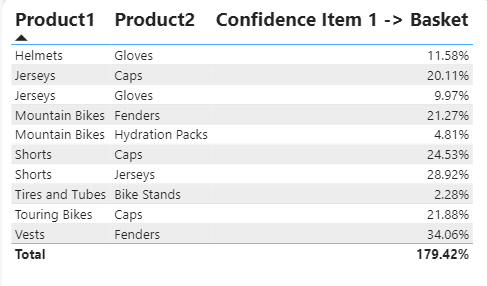 Product1 Product2 Confidence Item 1 -> Basket
Helmets Gloves 11.58%
Jerseys Caps 20.11%
Jerseys Gloves 9.97%
Mountain Bikes Fenders 21.27%
Mountain Bikes Hydration Packs 4.81%
Shorts Caps 24.53%
Shorts Jerseys 28.92%
Tires and Tubes Bike Stands 2.28%
Touring Bikes Caps 21.88%
Vests Fenders 34.06%
Total 179.42%